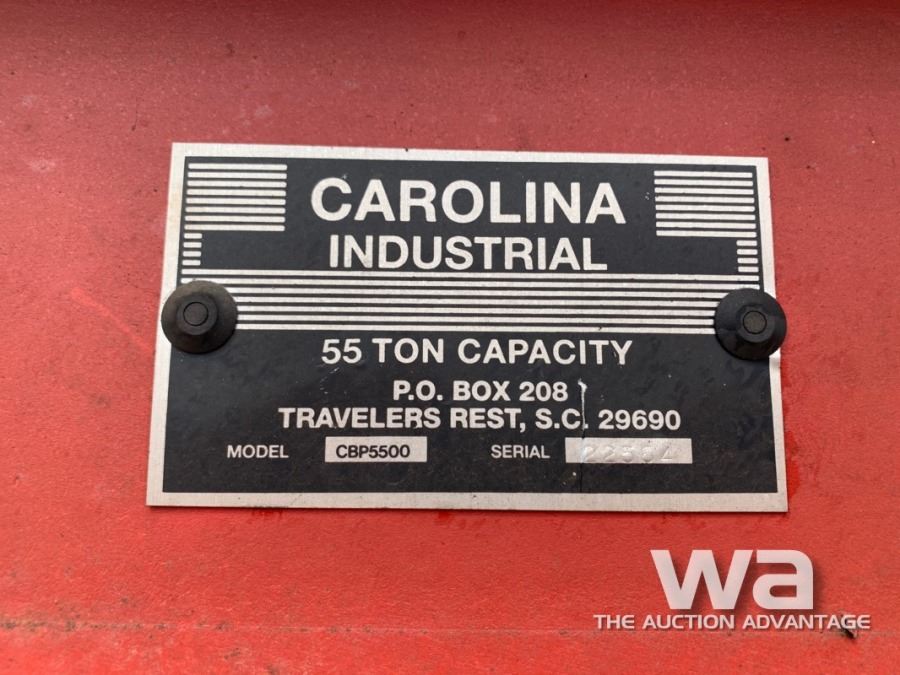 CAROLINA
INDUSTRIAL
55 TON CAPACITY
P.O. BOX 208
TRAVELERS REST, S.C. 29690
MODEL CBP5500 SERIAL
wa
THE AUCTION ADVANTAGE